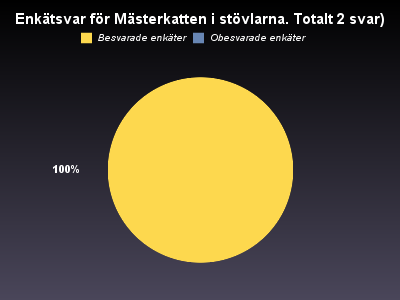 Enkätsvar för Mästerkatten i stövlarna. Totalt 2 svar)
Besvarade enkäter Obesvarade enkäter
100%